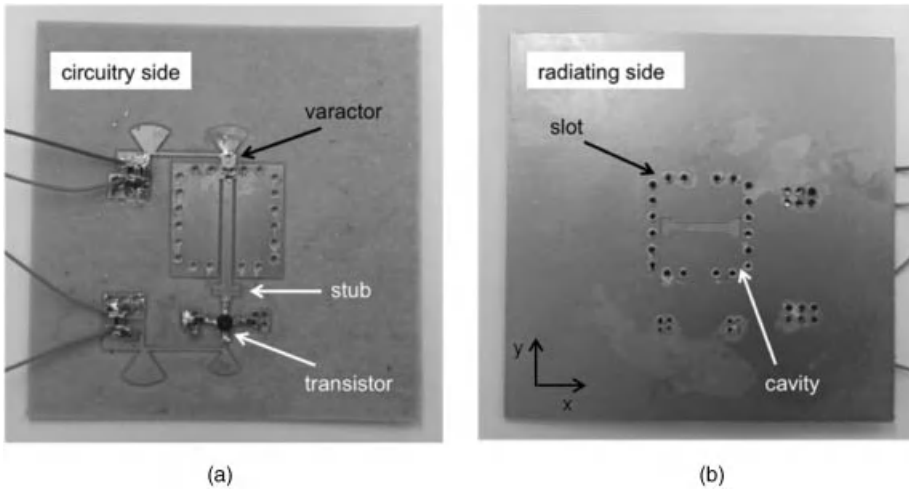 circuitry side
varactor
stub
transistor
radiating side
slot
y
x
cavity
(a)
(b)